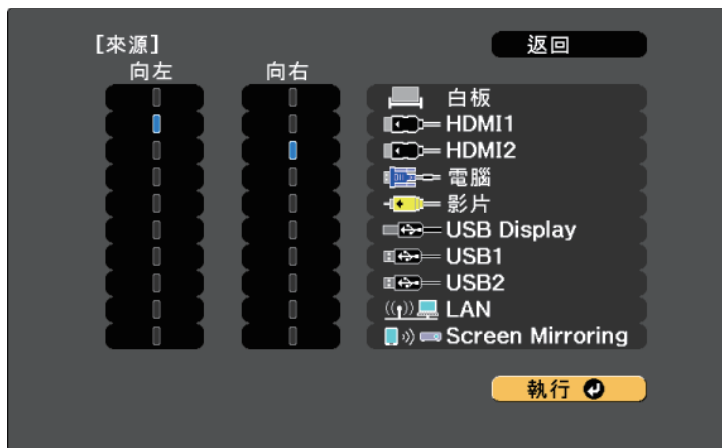 [來源]
返回
向左 向右
白板
HDMI1
HDMI2
電腦
影片
USB Display
USB1
USB2
LAN
Screen Mirroring
執行